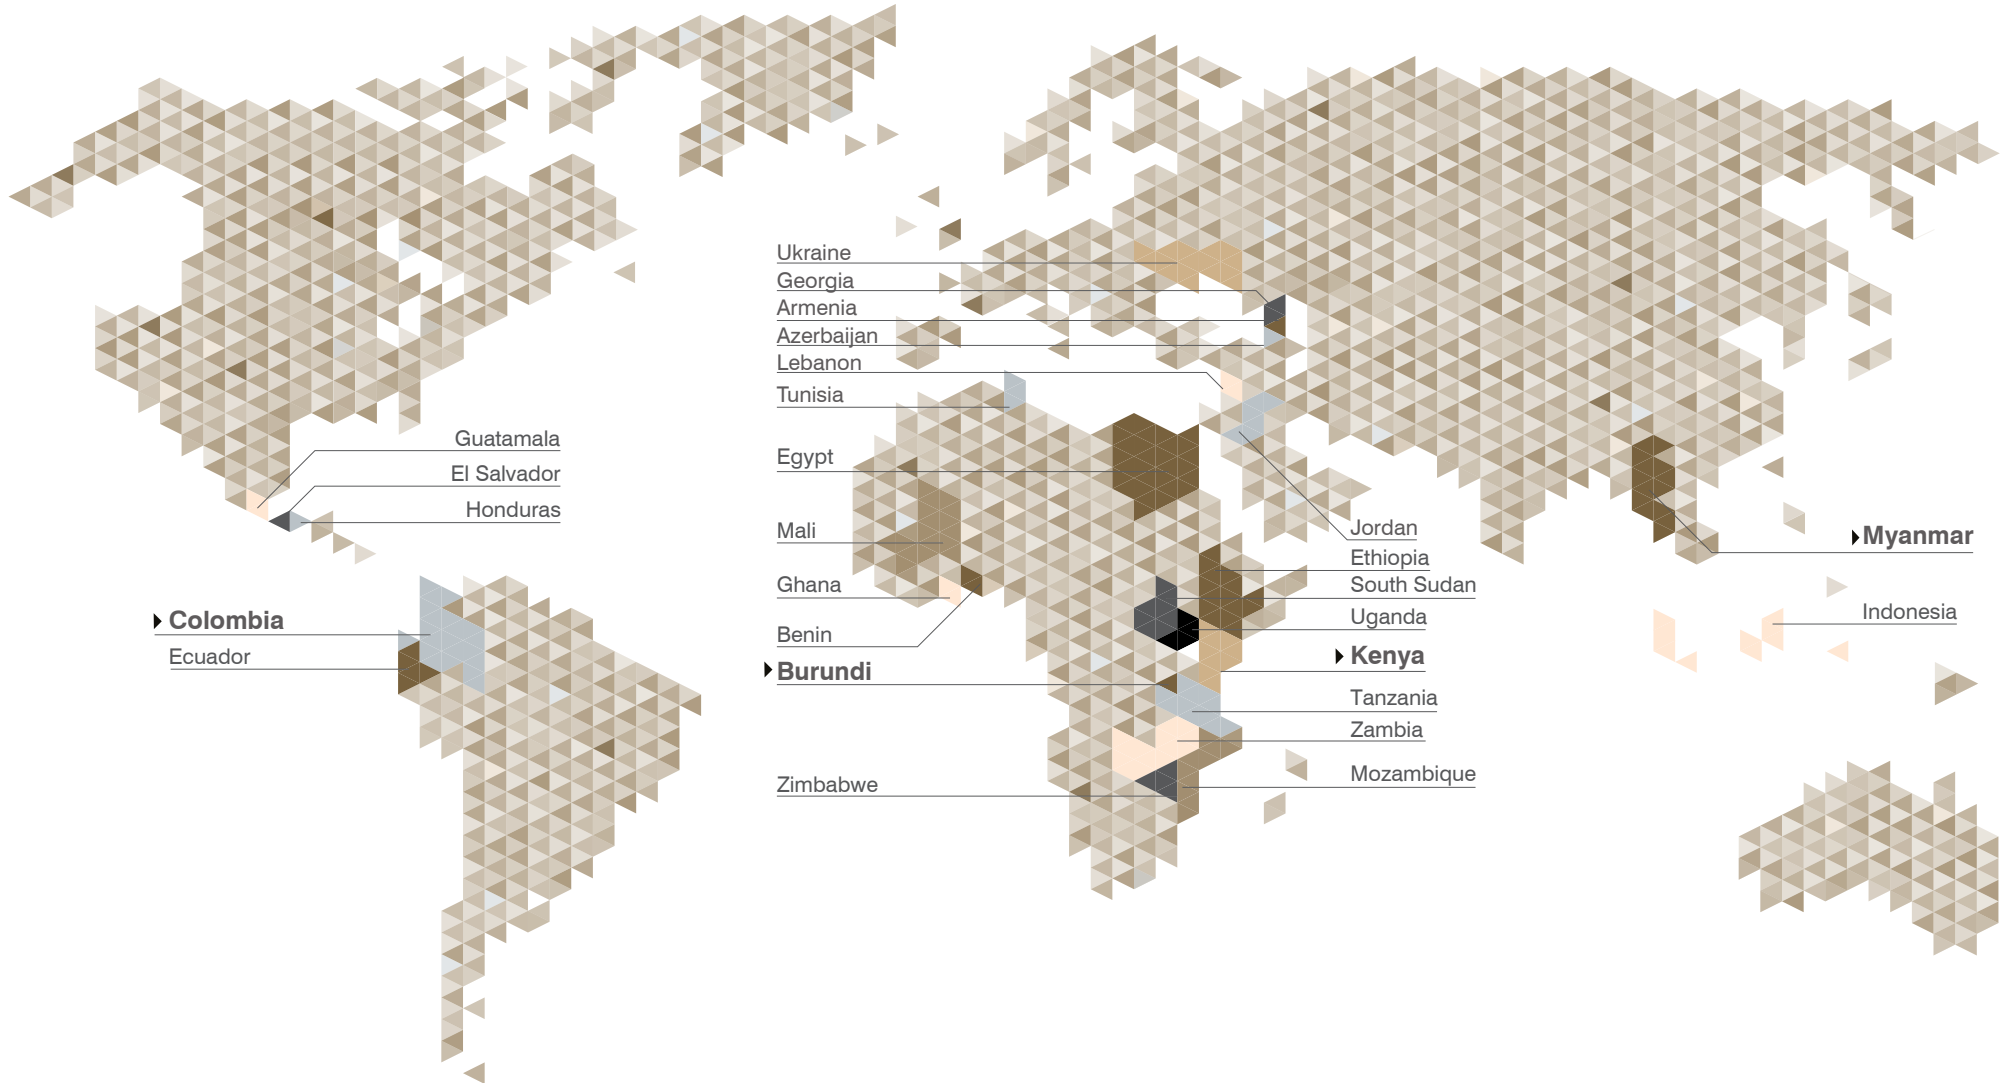 Guatamala
El Salvador
Honduras
Colombia
Ecuador
Ukraine
Georgia
Armenia
Azerbaijan
Lebanon
Tunisia
Egypt
Mali
Ghana
Benin
Burundi
Zimbabwe
Jordan
Ethiopia
South Sudan
Uganda
Kenya
Tanzania
Zambia
Mozambique
Myanmar
Indonesia